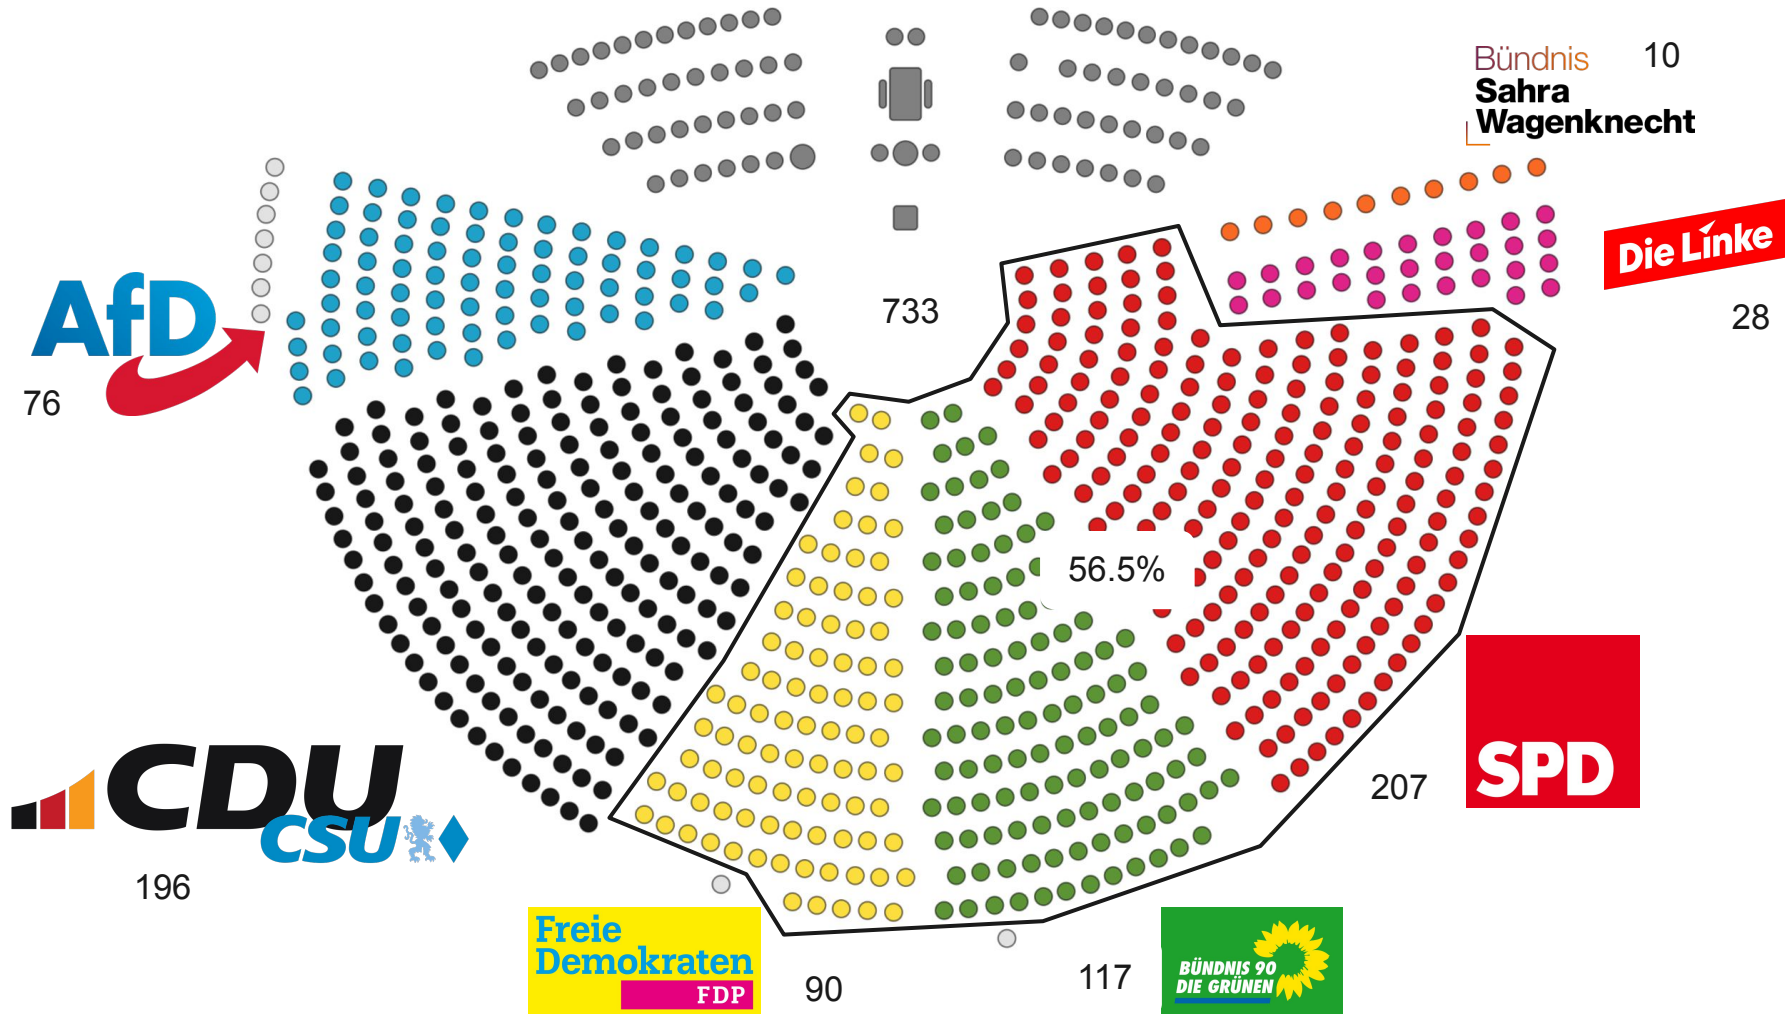 Bündnis
Sahra
Wagenknecht
10
Die Linke
28
AfD
76
733
56.5%
SPD
207
CDU
CSU
196
Freie
Demokraten
FDP
90
117
BÜNDNIS 90
DIE GRÜNEN